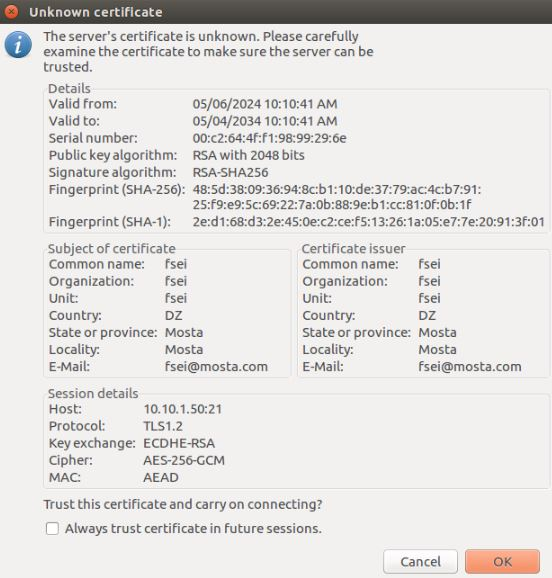 Unknown certificate
The server's certificate is unknown. Please carefully
examine the certificate to make sure the server can be
trusted.
Details
Valid from: 05/06/2024 10:10:41 AM
Valid to: 05/04/2034 10:10:41 AM
Serial number: 00:c2:64:4f:f1:98:99:29:6e
Public key algorithm: RSA with 2048 bits
Signature algorithm: RSA-SHA256
Fingerprint (SHA-256): 48:5d:38:09:36:94:8c:b1:10:de:37:79:ac:4c:b7:91:
25:f9:e9:5c:69:22:7a:0b:88:9e:b1:cc:81:0f:0b:1f
Fingerprint (SHA-1): 2e:d1:68:d3:2e:45:0e:c2:ce:f5:13:26:1a:05:e7:7e:20:91:3f:01
Subject of certificate
Common name: fsei
Organization: fsei
Unit: fsei
Country: DZ
State or province: Mosta
Locality: Mosta
E-Mail: fsei@mosta.com
Certificate issuer
Common name: fsei
Organization: fsei
Unit: fsei
Country: DZ
State or province: Mosta
Locality: Mosta
E-Mail: fsei@mosta.com
Session details
Host: 10.10.1.50:21
Protocol: TLS1.2
Key exchange: ECDHE-RSA
Cipher: AES-256-GCM
MAC: AEAD
Trust this certificate and carry on connecting?
Always trust certificate in future sessions.
Cancel
OK